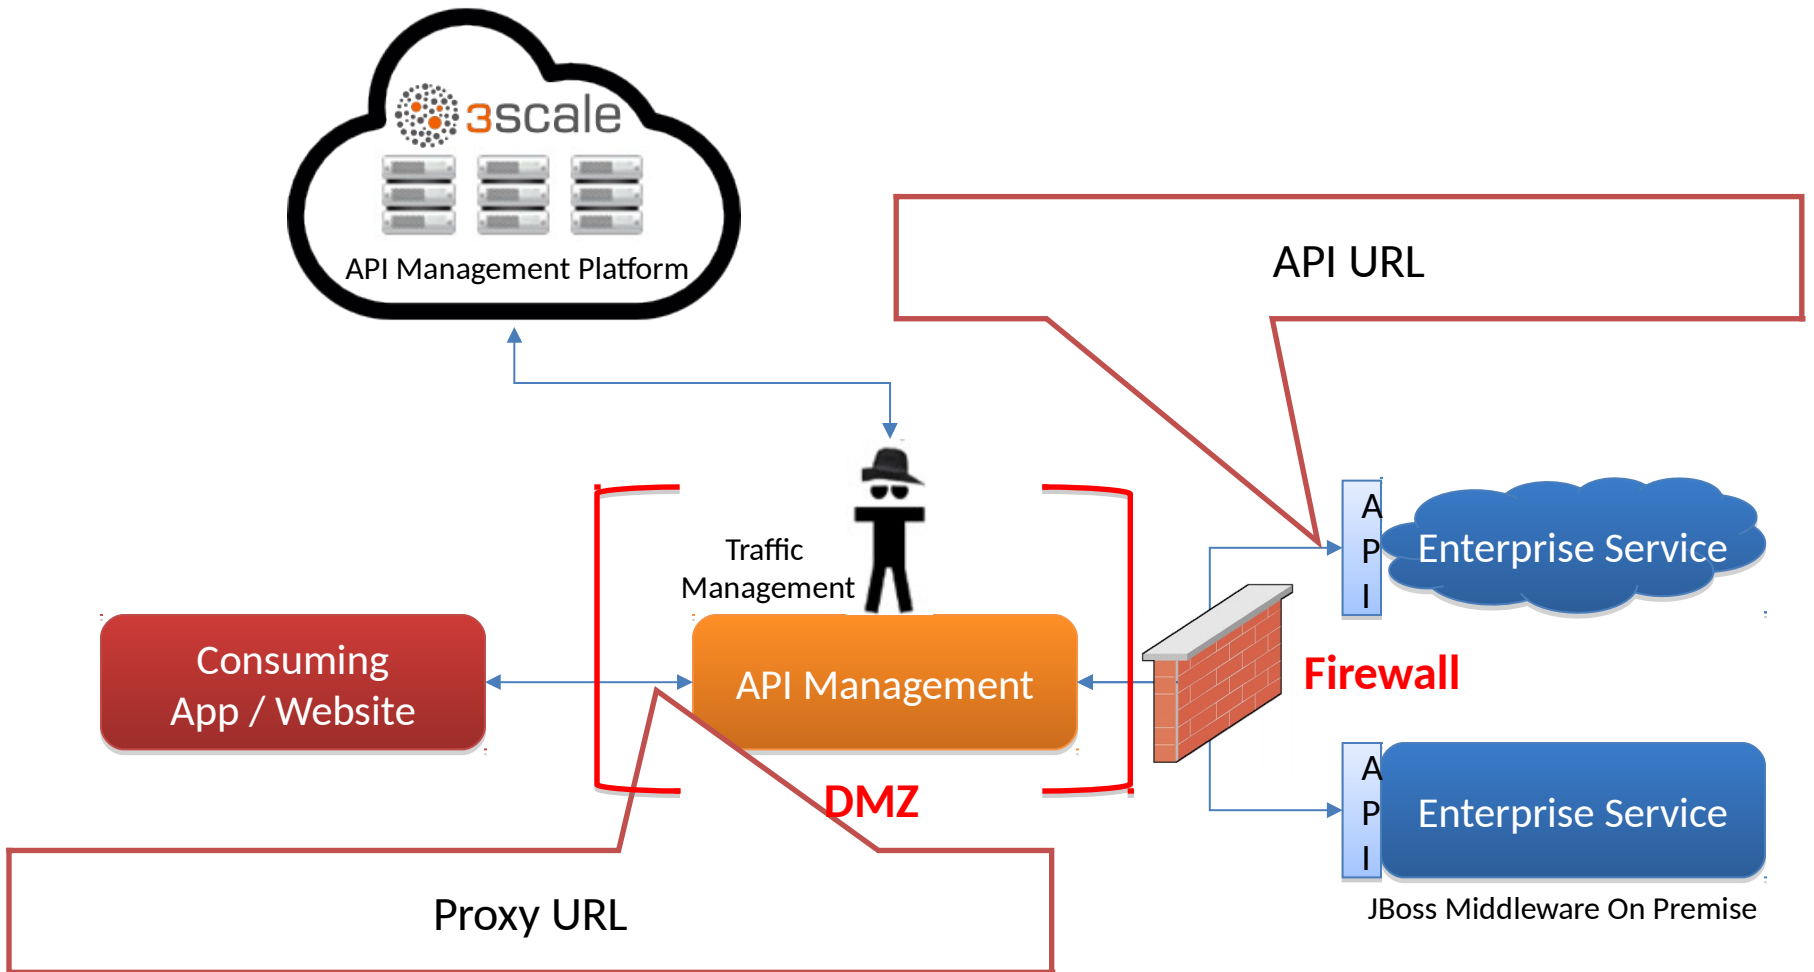 3scale
API Management Platform
API URL
Traffic
Management
A
P
I
Enterprise Service
Consuming
App / Website
API Management
Firewall
DMZ
A
P
I
Enterprise Service
JBoss Middleware On Premise
Proxy URL